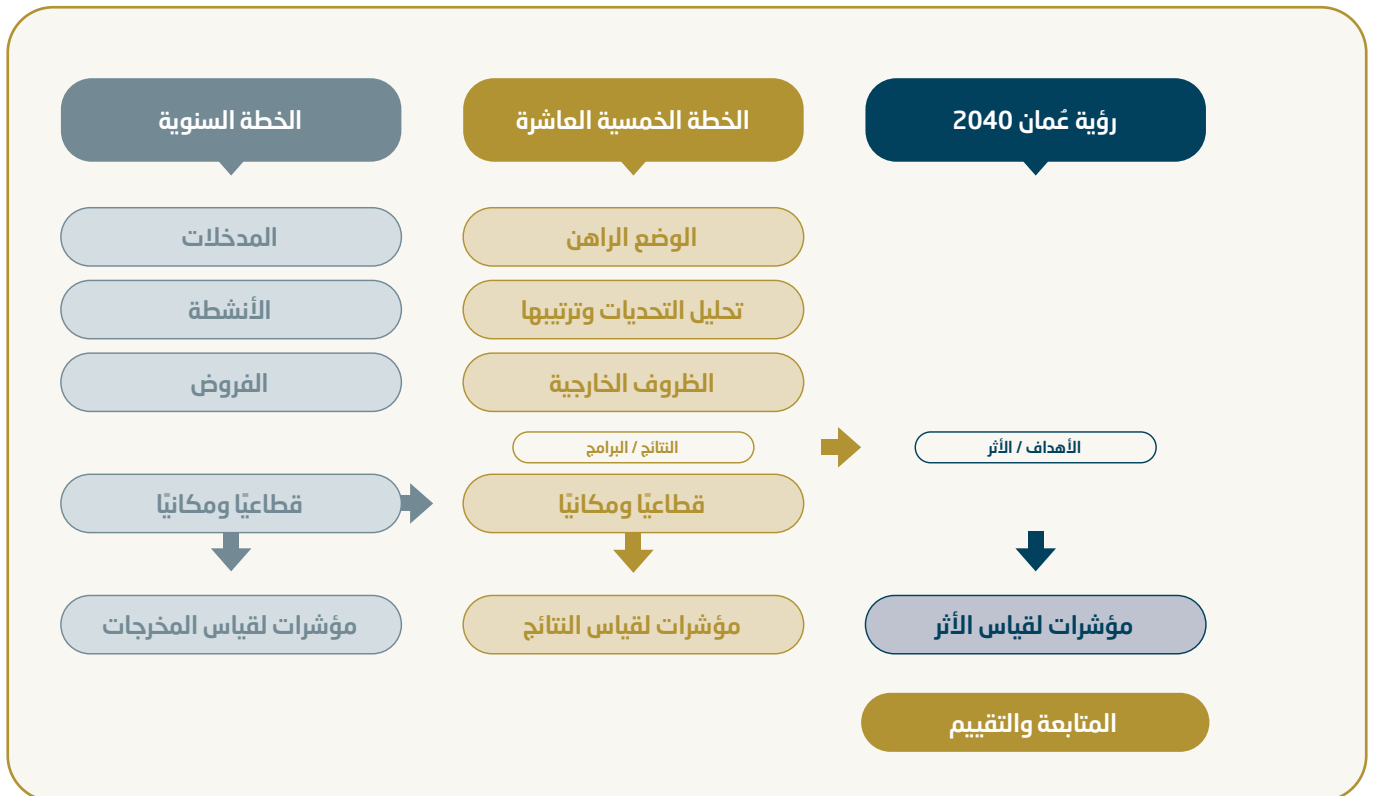 رؤية عُمان 2040
الخطة الخمسية العاشرة
الخطة السنوية
الوضع الراهن
المدخلات
تحليل التحديات وترتيبها
الأنشطة
الظروف الخارجية
الفروض
الأهداف / الأثر
النتائج / البرامج
قطاعيًا ومكانيًا
قطاعيًا ومكانيًا
مؤشرات لقياس الأثر
مؤشرات لقياس النتائج
مؤشرات لقياس المخرجات
المتابعة والتقييم